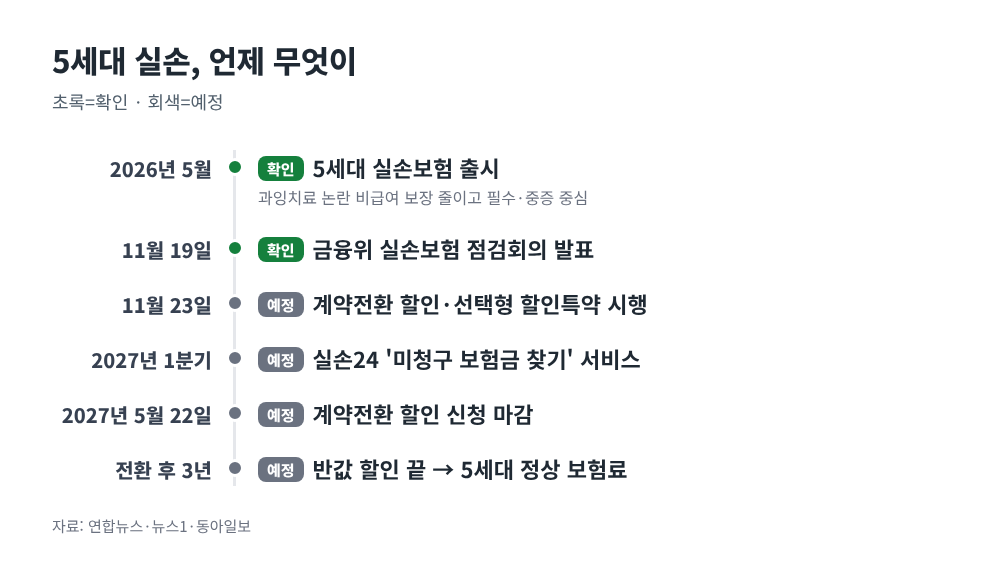 5세대 실손, 언제 무엇이
초록=확인 · 회색=예정
2026년 5월 확인 5세대 실손보험 출시
과잉치료 논란 비급여 보장 줄이고 필수·중증 중심
11월 19일 확인 금융위 실손보험 점검회의 발표
11월 23일 예정 계약전환 할인·선택형 할인특약 시행
2027년 1분기 예정 실손24 '미청구 보험금 찾기' 서비스
2027년 5월 22일 예정 계약전환 할인 신청 마감
전환 후 3년 예정 반값 할인 끝 → 5세대 정상 보험료
자료: 연합뉴스·뉴스1·동아일보